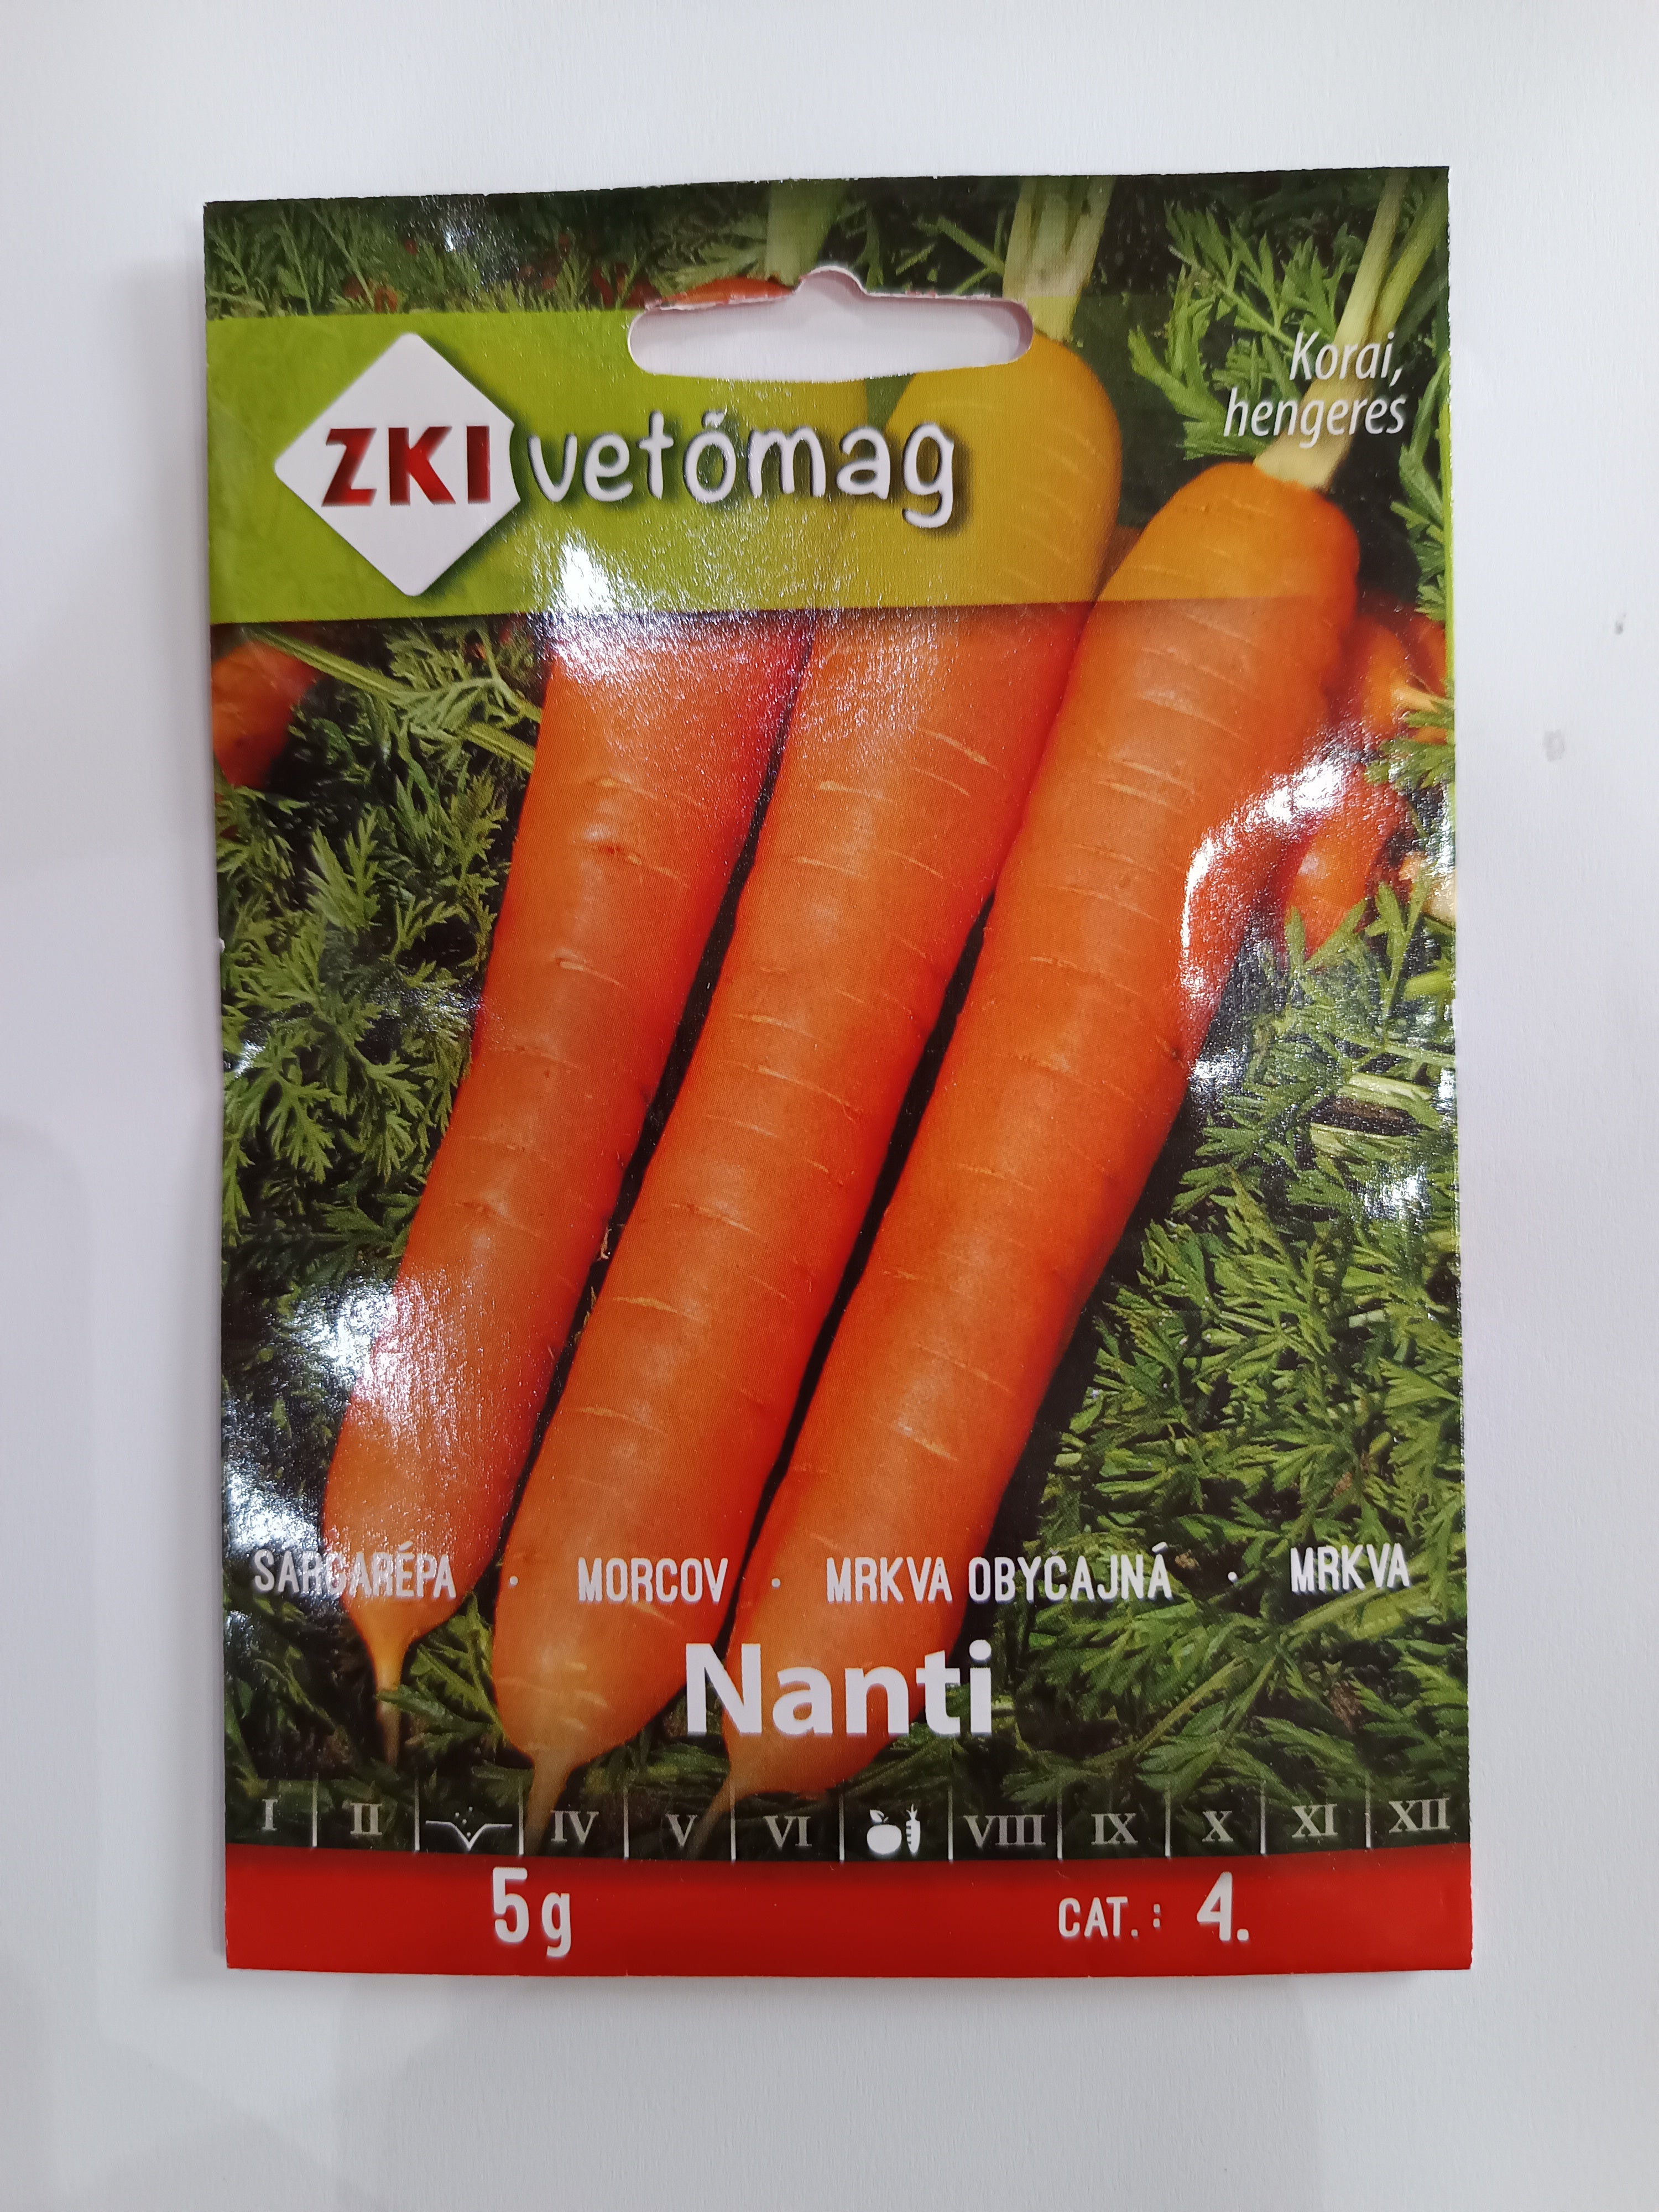 Korai,
hengeres
ZKI vetőmag
SÁRGARÉPA · MORCOV · MRKVA OBYČAJNÁ · MRKVA
Nanti
I II IV V VI VIII IX X XI XII
5 g CAT. : 4.